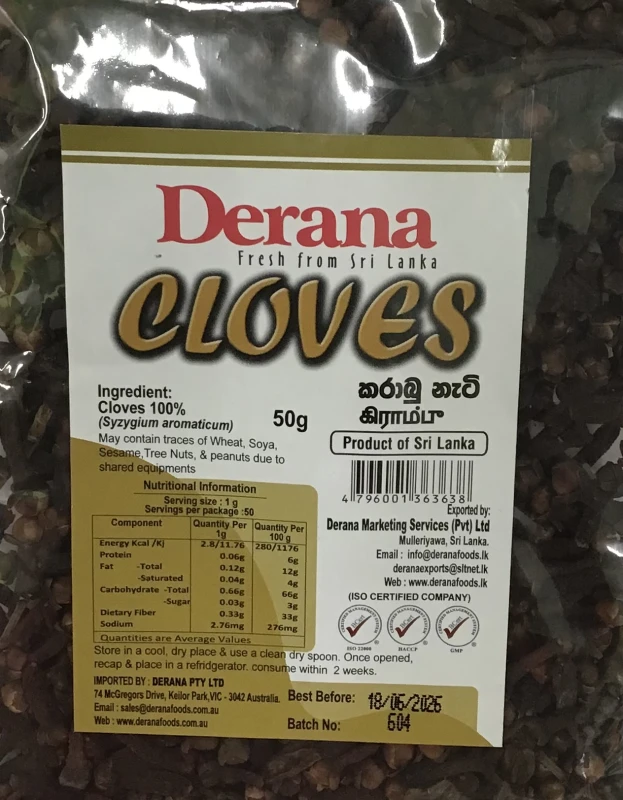 Derana
Fresh from Sri Lanka
CLOVES
Ingredient:
Cloves 100%
(Syzygium aromaticum)
50g
කරාබු නැටි
கிராம்பு
May contain traces of Wheat, Soya,
Sesame,Tree Nuts, & peanuts due to
shared equipments
Product of Sri Lanka
4 796001 363638
Nutritional Information
Serving size : 1 g
Servings per package :50
Component Quantity Per 1g Quantity Per 100 g
Energy Kcal /Kj 2.8/11.76 280/1176
Protein 0.06g 6g
Fat -Total 0.12g 12g
-Saturated 0.04g 4g
Carbohydrate -Total 0.66g 66g
-Sugar 0.03g 3g
Dietary Fiber 0.33g 33g
Sodium 2.76mg 276mg
Quantities are Average Values
Exported by:
Derana Marketing Services (Pvt) Ltd
Mulleriyawa, Sri Lanka.
Email : info@deranafoods.lk
deranaexports@sltnet.lk
Web : www.deranafoods.lk
(ISO CERTIFIED COMPANY)
ISO 22000 HACCP GMP
Store in a cool, dry place & use a clean dry spoon. Once opened,
recap & place in a refridgerator. consume within 2 weeks.
IMPORTED BY : DERANA PTY LTD
74 McGregors Drive, Keilor Park,VIC - 3042 Australia.
Email : sales@deranafoods.com.au
Web : www.deranafoods.com.au
Best Before: 18/06/2026
Batch No: 604